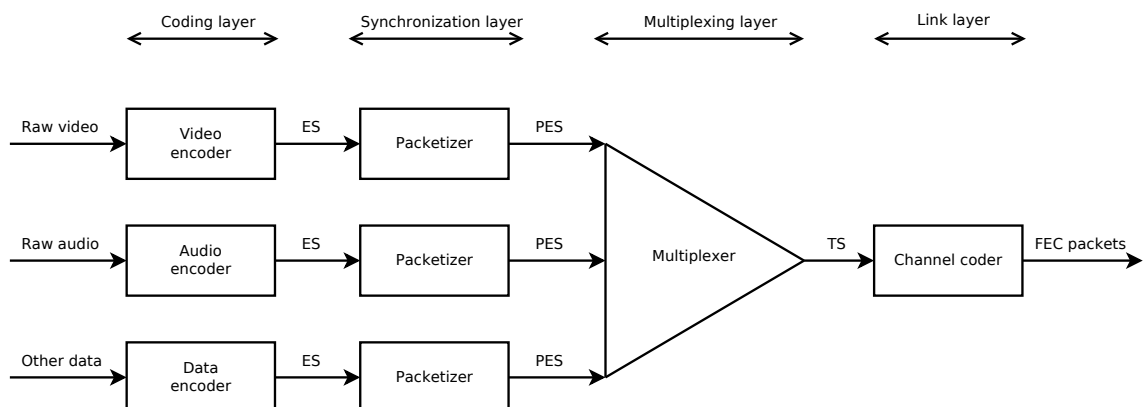 Coding layer
Synchronization layer
Multiplexing layer
Link layer
Raw video
Video
encoder
ES
Packetizer
PES
Raw audio
Audio
encoder
ES
Packetizer
PES
Multiplexer
TS
Channel coder
FEC packets
Other data
Data
encoder
ES
Packetizer
PES